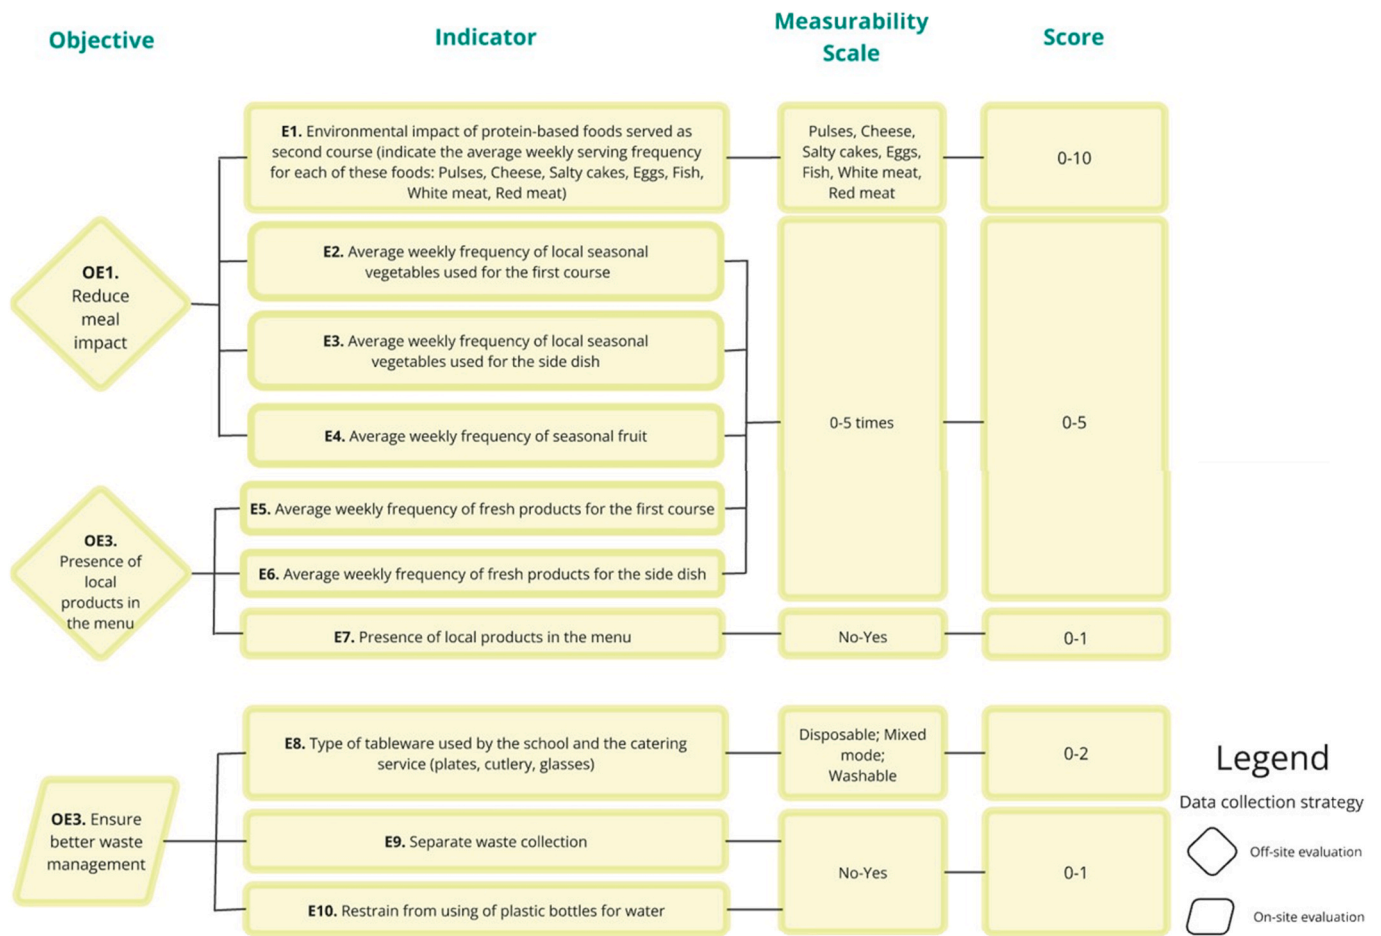 Objective
Indicator
Measurability
Scale
Score
OE1.
Reduce
meal
impact
E1. Environmental impact of protein-based foods served as
second course (indicate the average weekly serving frequency
for each of these foods: Pulses, Cheese, Salty cakes, Eggs, Fish,
White meat, Red meat)
Pulses, Cheese,
Salty cakes, Eggs,
Fish, White meat,
Red meat
0-10
E2. Average weekly frequency of local seasonal
vegetables used for the first course
E3. Average weekly frequency of local seasonal
vegetables used for the side dish
E4. Average weekly frequency of seasonal fruit
0-5 times
0-5
OE3.
Presence of
local
products in
the menu
E5. Average weekly frequency of fresh products for the first course
E6. Average weekly frequency of fresh products for the side dish
E7. Presence of local products in the menu
No-Yes
0-1
OE3. Ensure
better waste
management
E8. Type of tableware used by the school and the catering
service (plates, cutlery, glasses)
Disposable; Mixed
mode;
Washable
0-2
E9. Separate waste collection
E10. Restrain from using of plastic bottles for water
No-Yes
0-1
Legend
Data collection strategy
Off-site evaluation
On-site evaluation